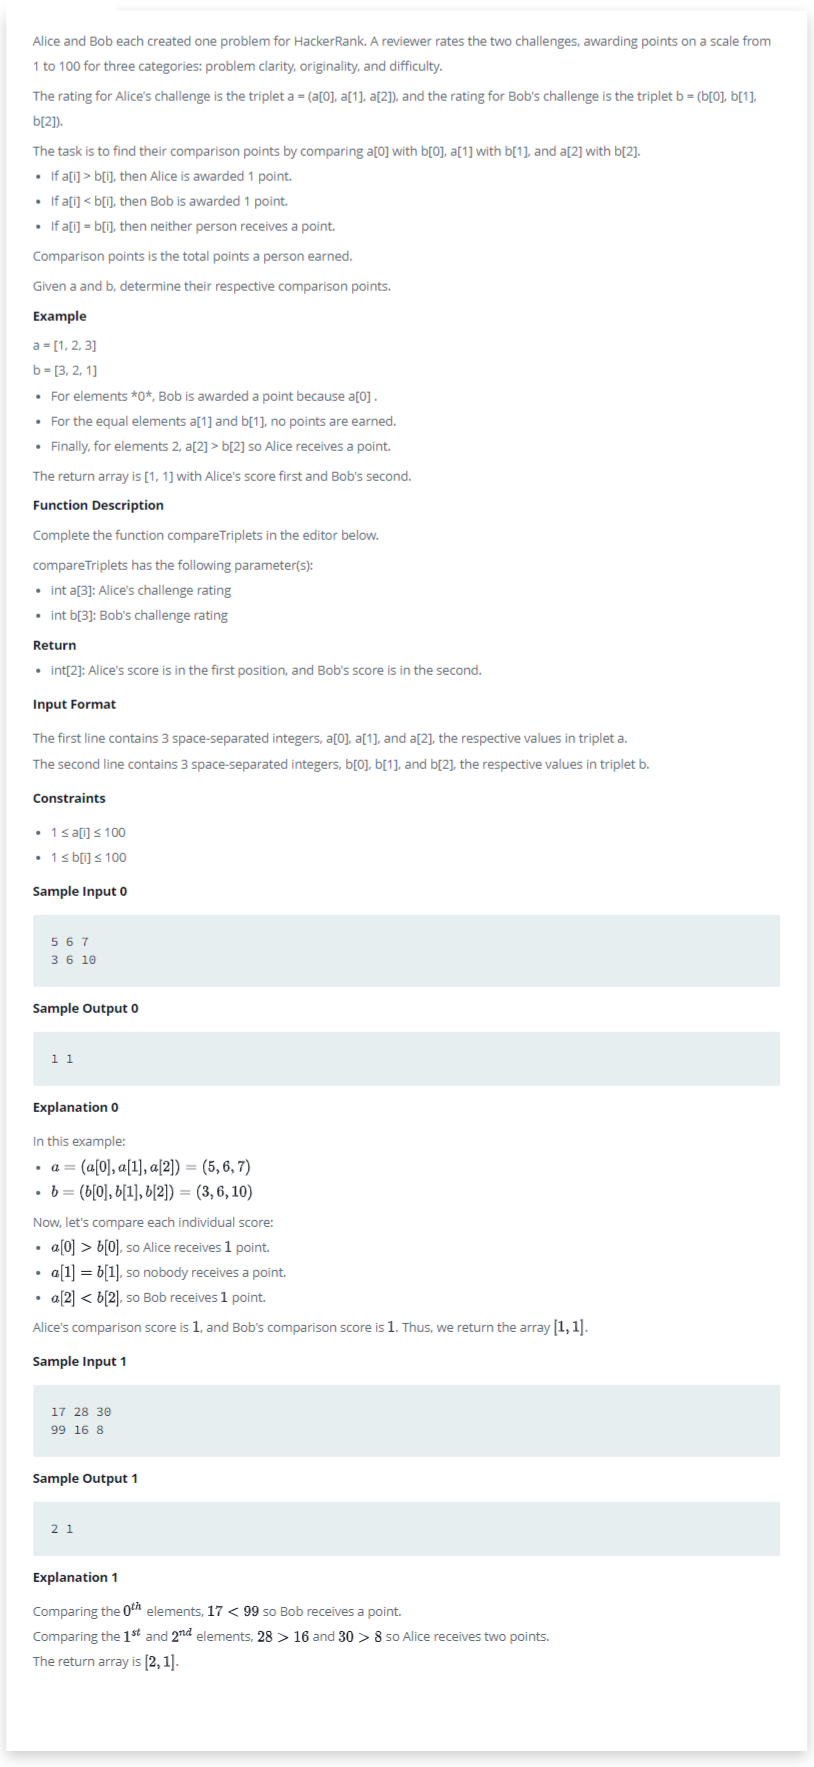 Alice and Bob each created one problem for HackerRank. A reviewer rates the two challenges, awarding points on a scale from
1 to 100 for three categories: problem clarity, originality, and difficulty.
The rating for Alice's challenge is the triplet a = (a[0], a[1], a[2]), and the rating for Bob's challenge is the triplet b = (b[0], b[1],
b[2]).
The task is to find their comparison points by comparing a[0] with b[0], a[1] with b[1], and a[2] with b[2].
• If a[i] > b[i], then Alice is awarded 1 point.
• If a[i] < b[i], then Bob is awarded 1 point.
• If a[i] = b[i], then neither person receives a point.
Comparison points is the total points a person earned.
Given a and b, determine their respective comparison points.
Example
a = [1, 2, 3]
b = [3, 2, 1]
• For elements *0*, Bob is awarded a point because a[0] .
• For the equal elements a[1] and b[1], no points are earned.
• Finally, for elements 2, a[2] > b[2] so Alice receives a point.
The return array is [1, 1] with Alice's score first and Bob's second.
Function Description
Complete the function compareTriplets in the editor below.
compareTriplets has the following parameter(s):
• int a[3]: Alice's challenge rating
• int b[3]: Bob's challenge rating
Return
• int[2]: Alice's score is in the first position, and Bob's score is in the second.
Input Format
The first line contains 3 space-separated integers, a[0], a[1], and a[2], the respective values in triplet a.
The second line contains 3 space-separated integers, b[0], b[1], and b[2], the respective values in triplet b.
Constraints
• 1 ≤ a[i] ≤ 100
• 1 ≤ b[i] ≤ 100
Sample Input 0
5 6 7
3 6 10
Sample Output 0
1 1
Explanation 0
In this example:
• a = (a[0], a[1], a[2]) = (5, 6, 7)
• b = (b[0], b[1], b[2]) = (3, 6, 10)
Now, let's compare each individual score:
• a[0] > b[0], so Alice receives 1 point.
• a[1] = b[1], so nobody receives a point.
• a[2] < b[2], so Bob receives 1 point.
Alice's comparison score is 1, and Bob's comparison score is 1. Thus, we return the array [1, 1].
Sample Input 1
17 28 30
99 16 8
Sample Output 1
2 1
Explanation 1
Comparing the 0th elements, 17 < 99 so Bob receives a point.
Comparing the 1st and 2nd elements, 28 > 16 and 30 > 8 so Alice receives two points.
The return array is [2, 1].